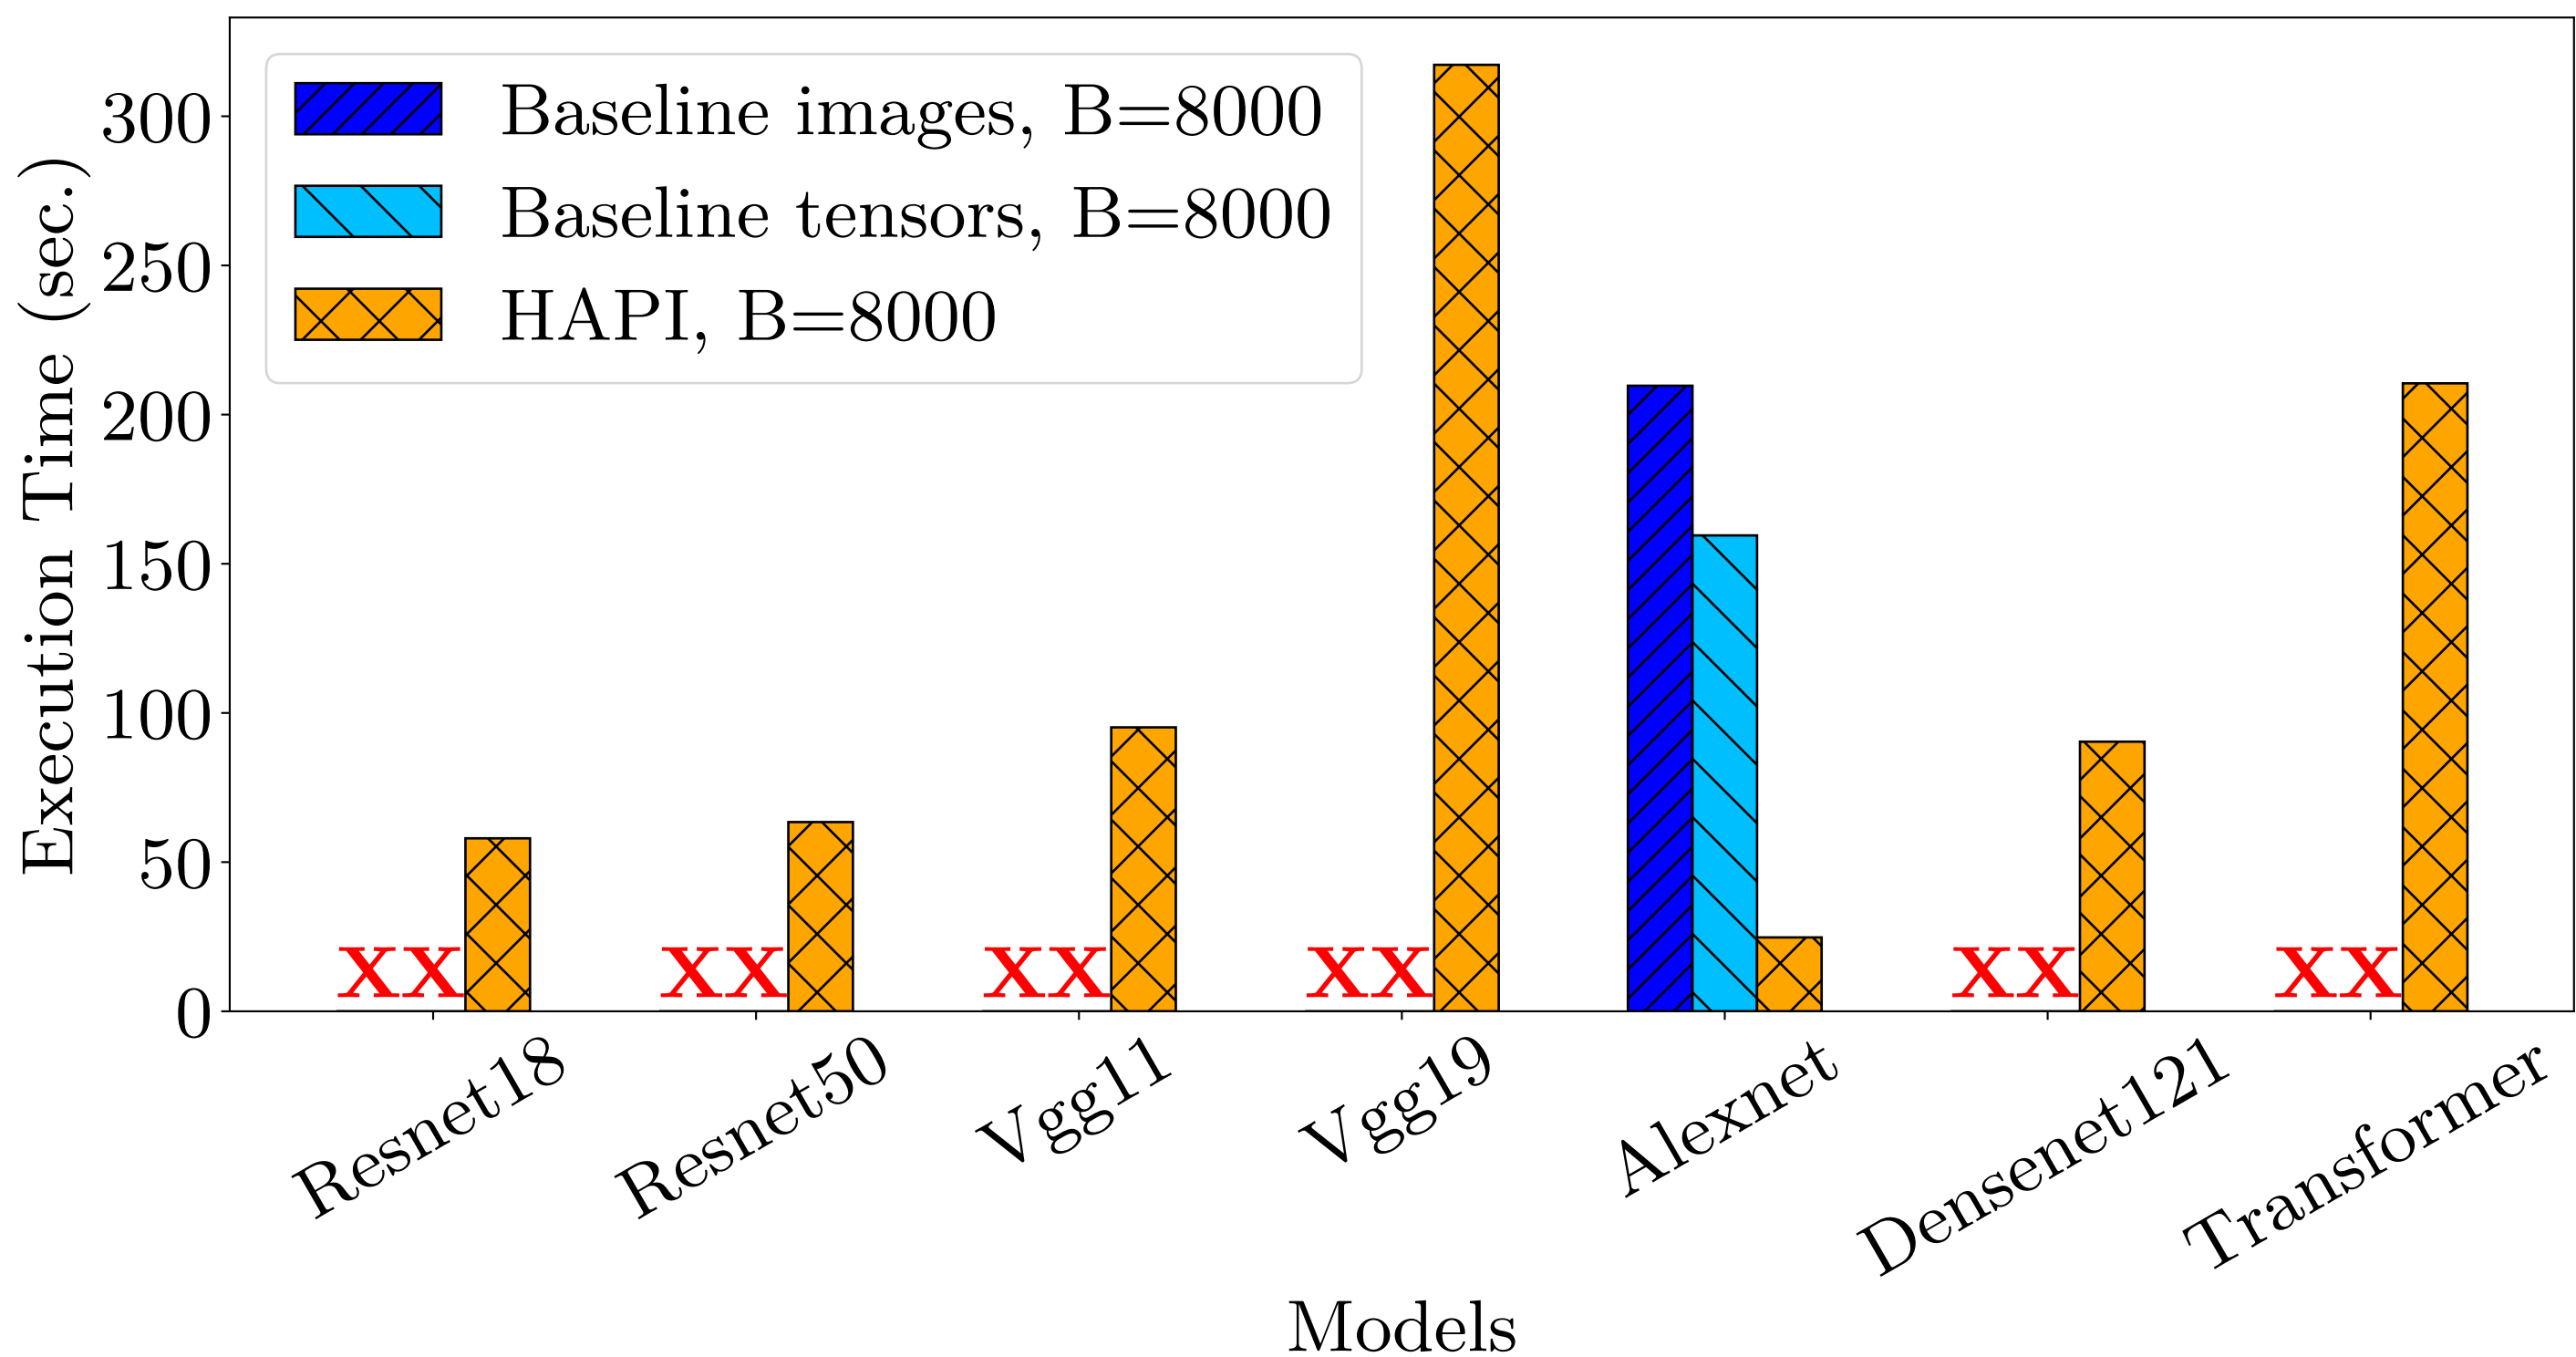 Execution Time (sec.)
300
250
200
150
100
50
0
Baseline images, B=8000
Baseline tensors, B=8000
HAPI, B=8000
xx xx xx xx xx xx
Resnet18 Resnet50 Vgg11 Vgg19 Alexnet Densenet121 Transformer
Models